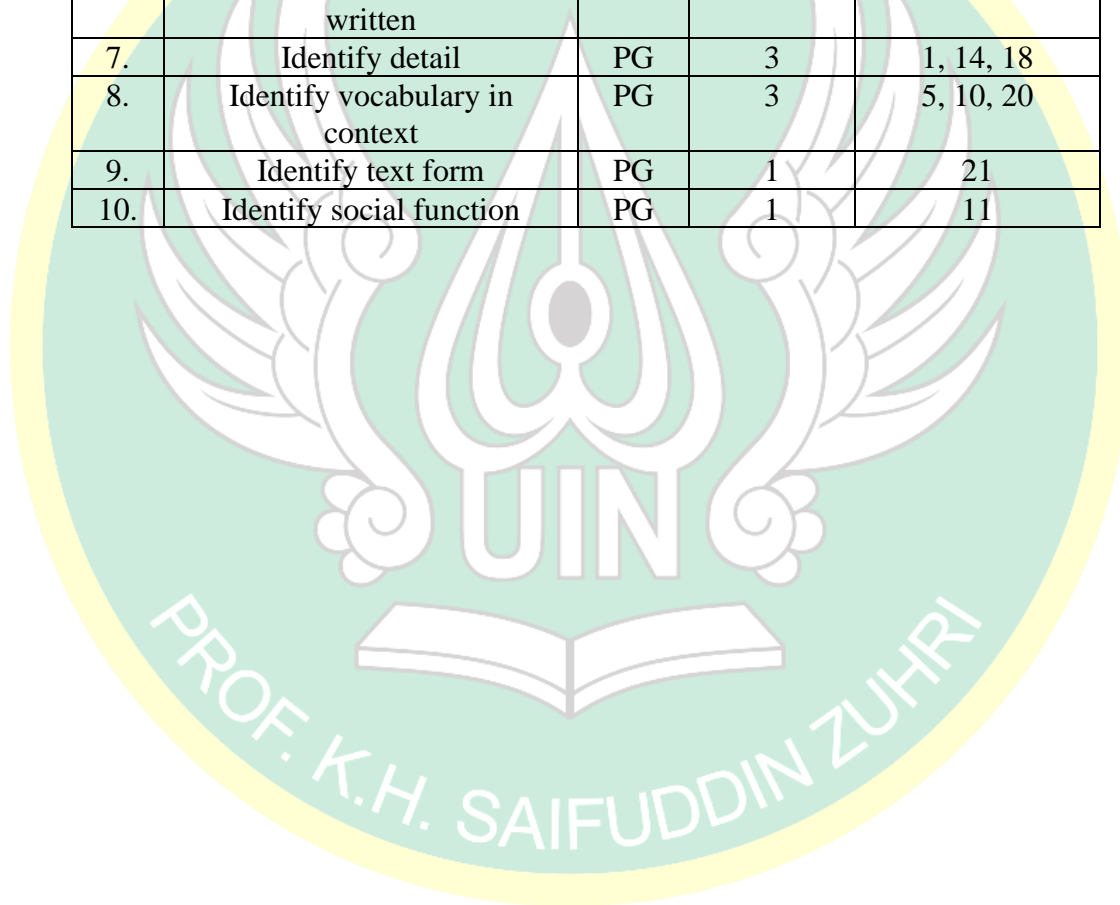 written
7. Identify detail PG 3 1, 14, 18
8. Identify vocabulary in PG 3 5, 10, 20
context
9. Identify text form PG 1 21
10. Identify social function PG 1 11
UIN
PROF. K.H. SAIFUDDIN ZUHRI